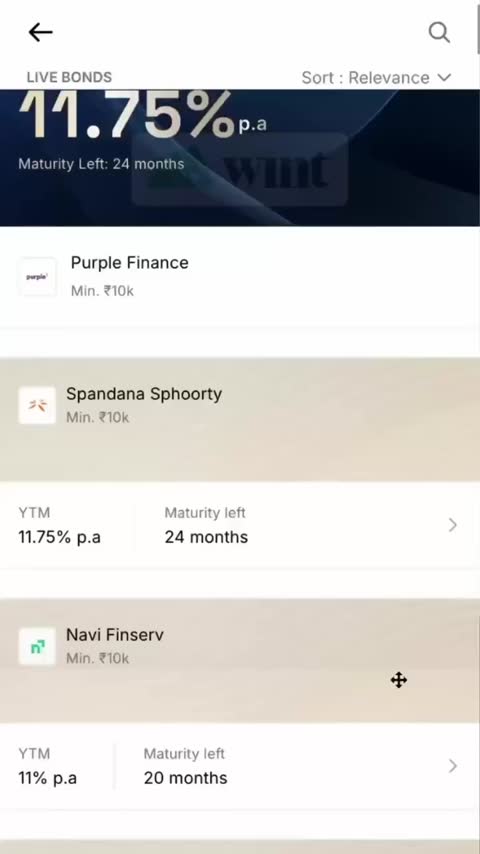 LIVE BONDS
Sort : Relevance
11.75% p.a
Maturity Left: 24 months
wint
purple
Purple Finance
Min. ₹10k
Spandana Sphoorty
Min. ₹10k
YTM
Maturity left
11.75% p.a
24 months
Navi Finserv
Min. ₹10k
YTM
Maturity left
11% p.a
20 months